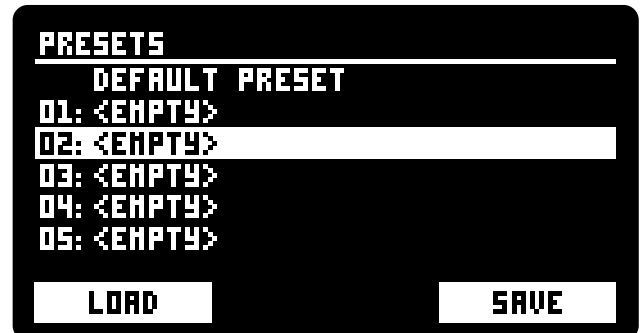 PRESETS
DEFAULT PRESET
01: <EMPTY>
02: <EMPTY>
03: <EMPTY>
04: <EMPTY>
05: <EMPTY>
LOAD SAVE